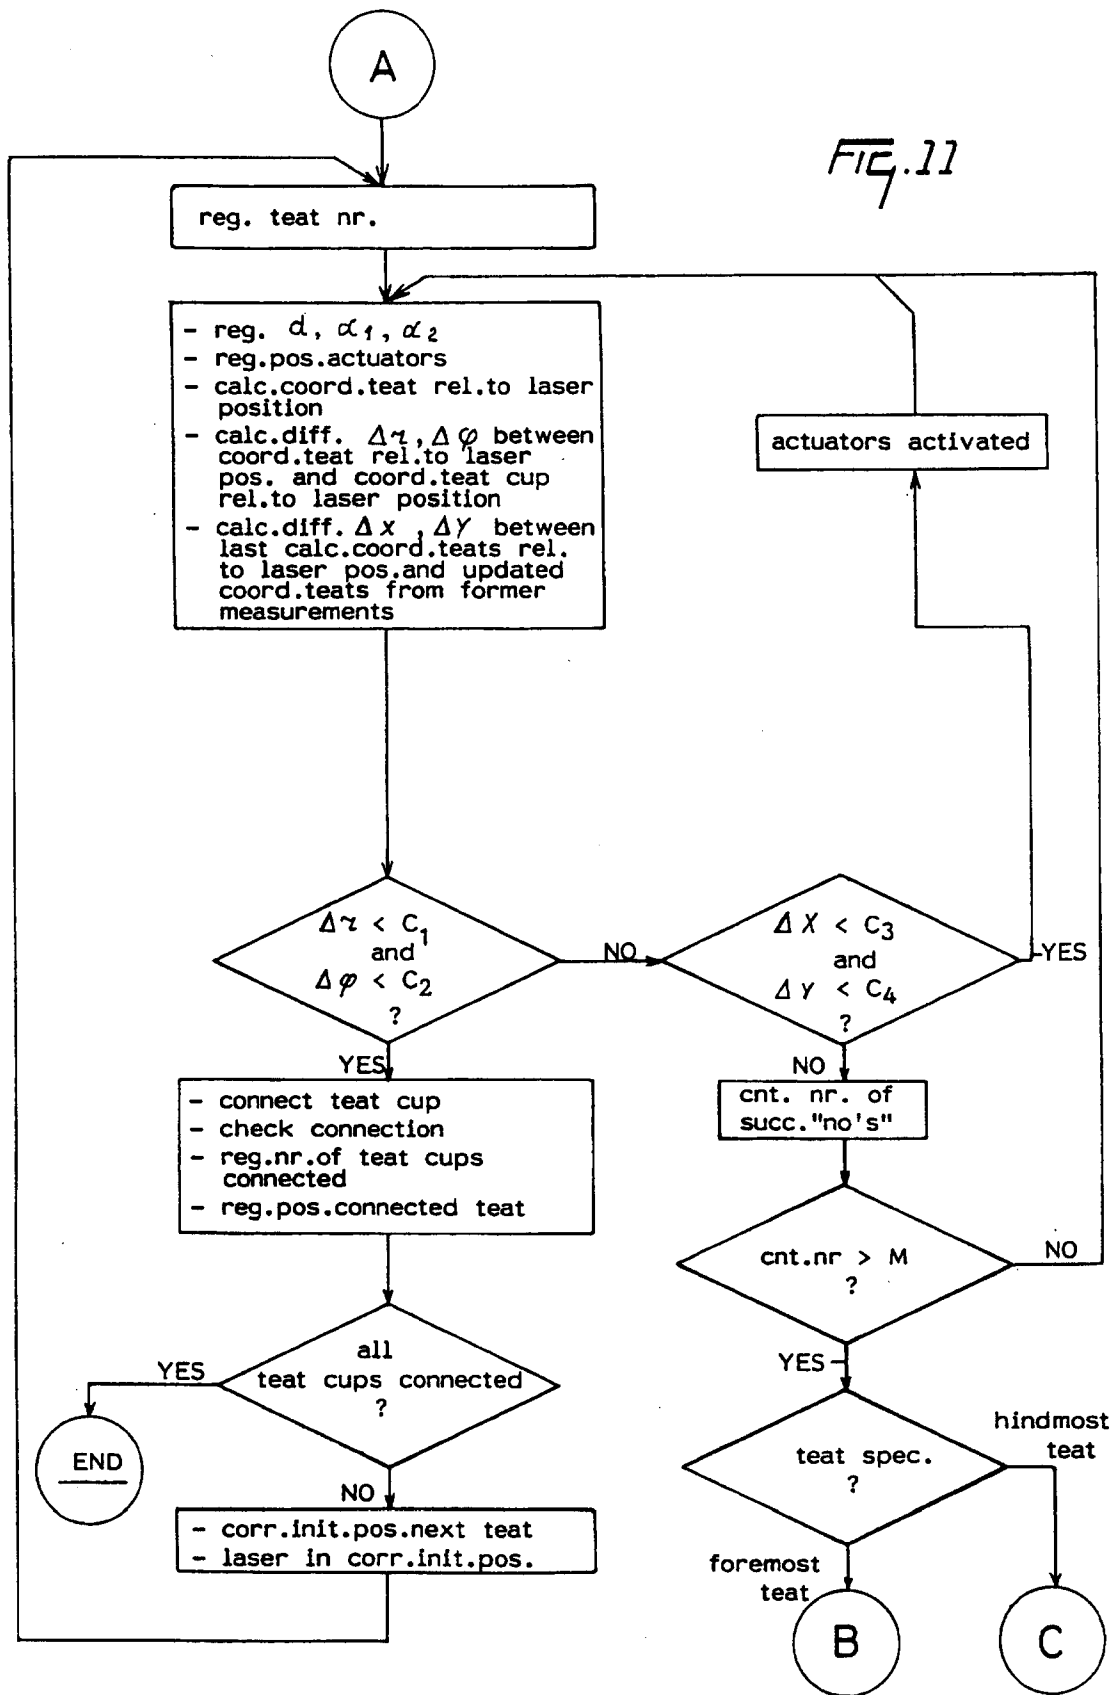 A
FIG.11
reg. teat nr.
- reg. d, α1, α2
- reg.pos.actuators
- calc.coord.teat rel.to laser
position
- calc.diff. Δr, Δφ between
coord.teat rel.to laser
pos. and coord.teat cup
rel.to laser position
- calc.diff. Δx, ΔY between
last calc.coord.teats rel.
to laser pos.and updated
coord.teats from former
measurements
actuators activated
Δr < C1
and
Δφ < C2
?
NO
ΔX < C3
and
ΔY < C4
?
YES
YES
- connect teat cup
- check connection
- reg.nr.of teat cups
connected
- reg.pos.connected teat
NO
cnt. nr. of
succ."no's"
cnt.nr > M
?
NO
YES
all
teat cups connected
?
YES
END
NO
- corr.init.pos.next teat
- laser in corr.init.pos.
teat spec.
?
hindmost
teat
foremost
teat
B
C